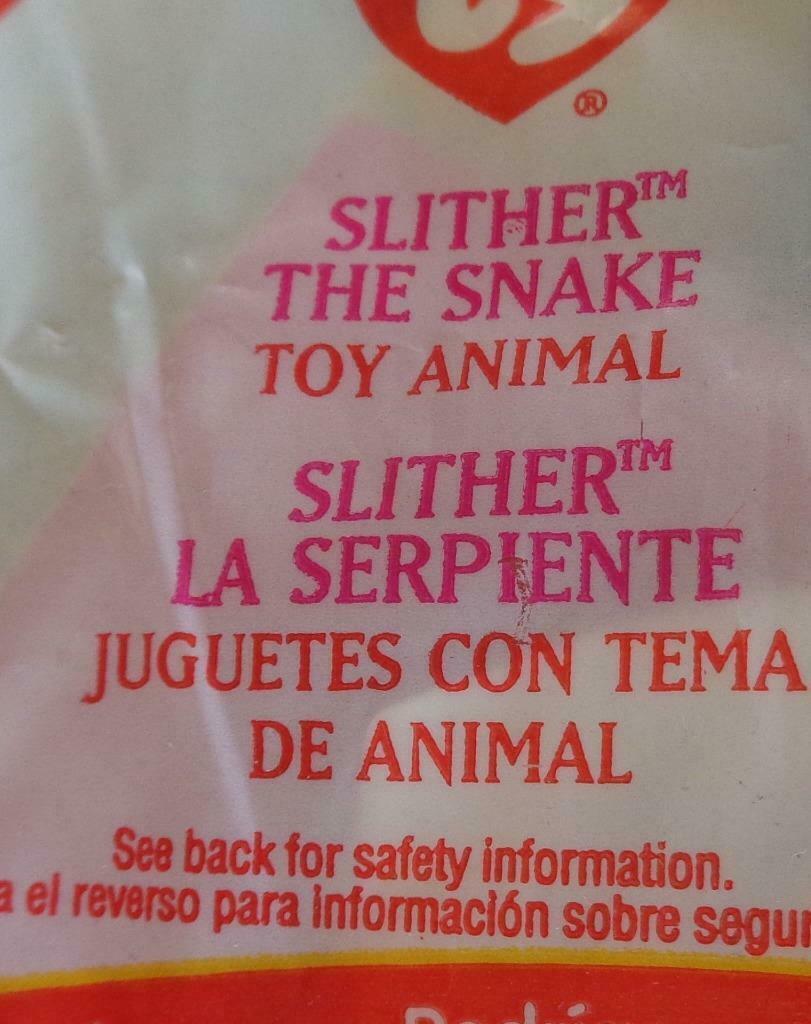 ®
SLITHER™
THE SNAKE
TOY ANIMAL
SLITHER™
LA SERPIENTE
JUGUETES CON TEMA
DE ANIMAL
See back for safety information.
a el reverso para información sobre segur